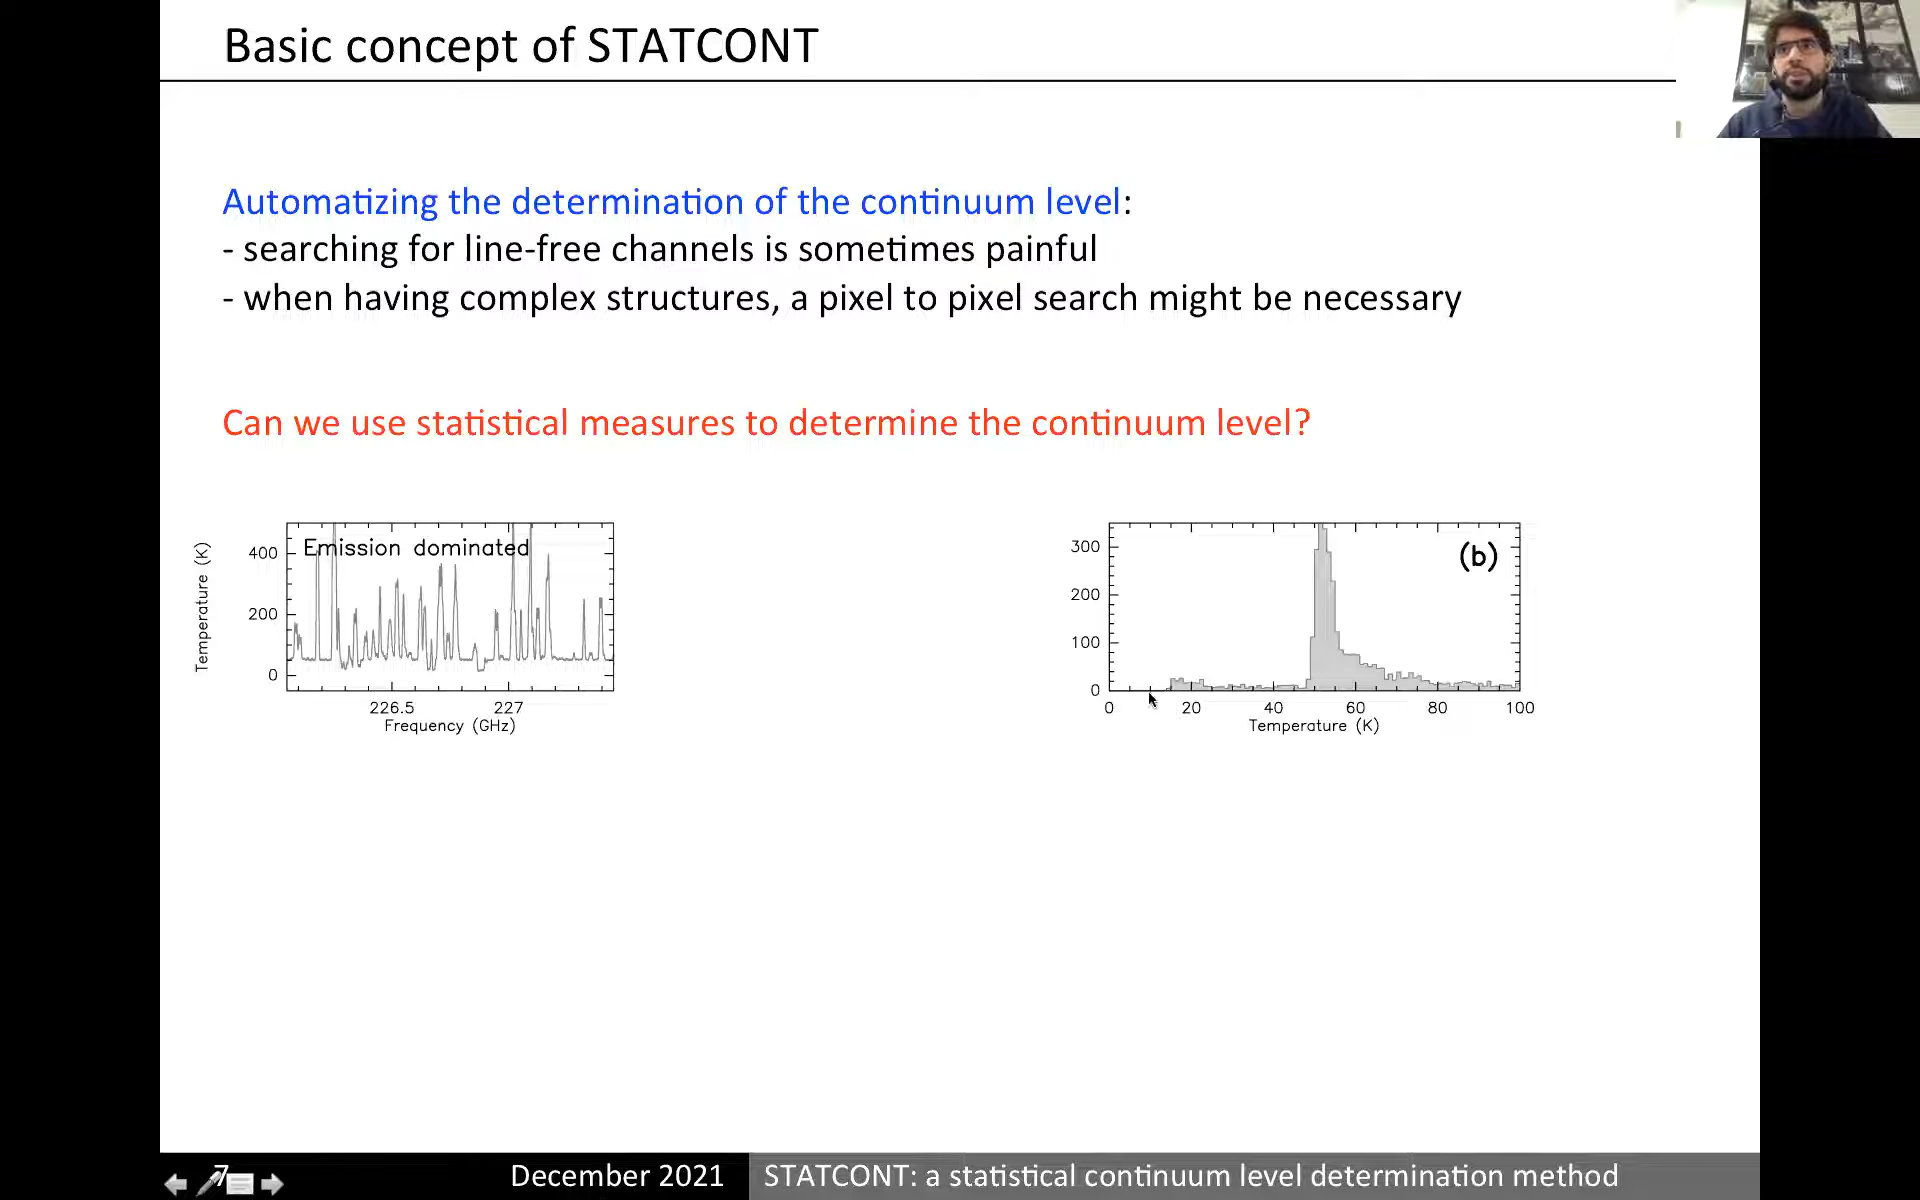 Basic concept of STATCONT
Automatizing the determination of the continuum level:
- searching for line-free channels is sometimes painful
- when having complex structures, a pixel to pixel search might be necessary
Can we use statistical measures to determine the continuum level?
Emission dominated
Temperature (K)
400
200
0
226.5 227
Frequency (GHz)
(b)
300
200
100
0
0 20 40 60 80 100
Temperature (K)
7 December 2021 STATCONT: a statistical continuum level determination method